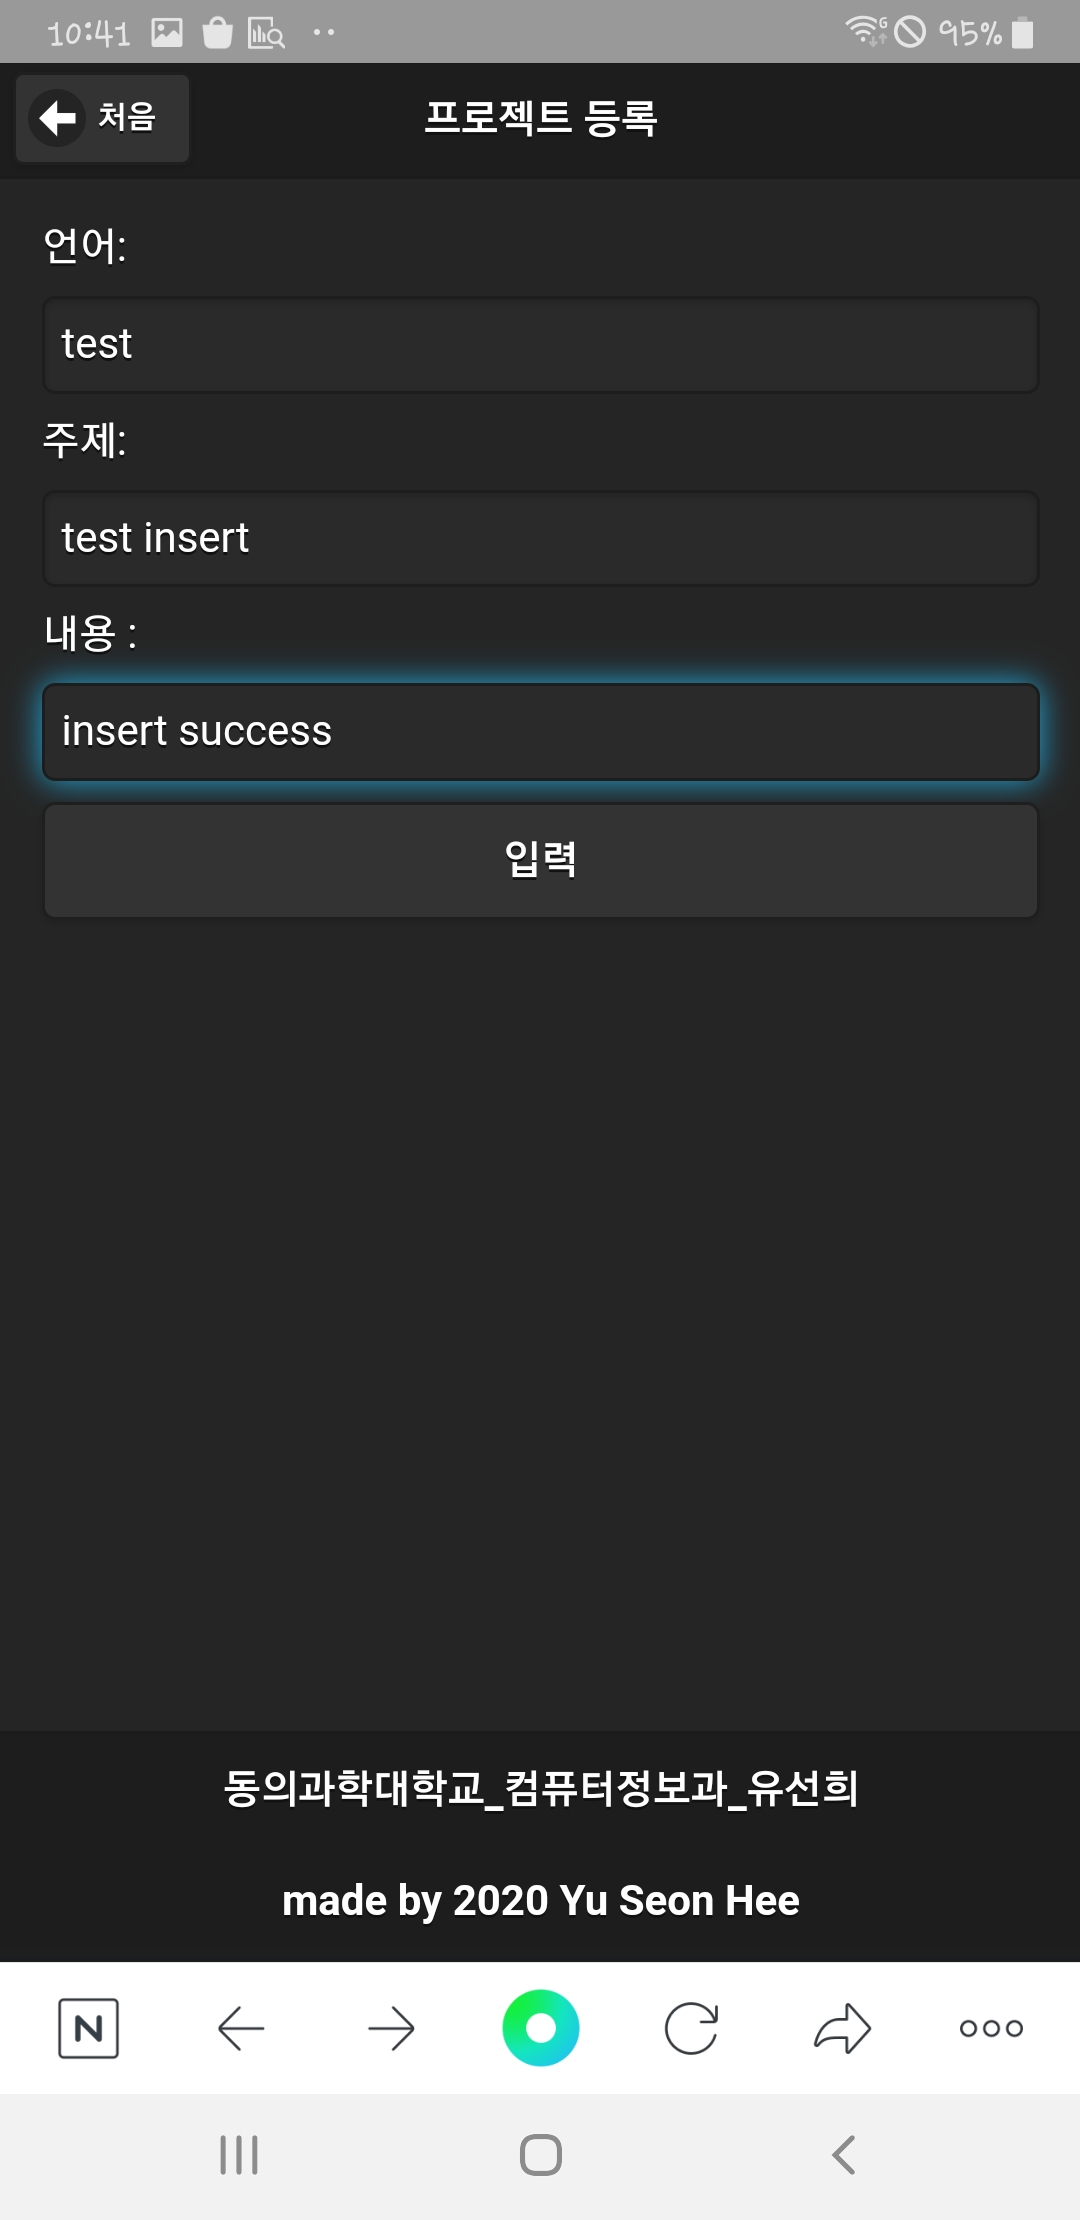 10:41
95%
처음
프로젝트 등록
언어:
test
주제:
test insert
내용 :
insert success
입력
동의과학대학교_컴퓨터정보과_유선희
made by 2020 Yu Seon Hee
N